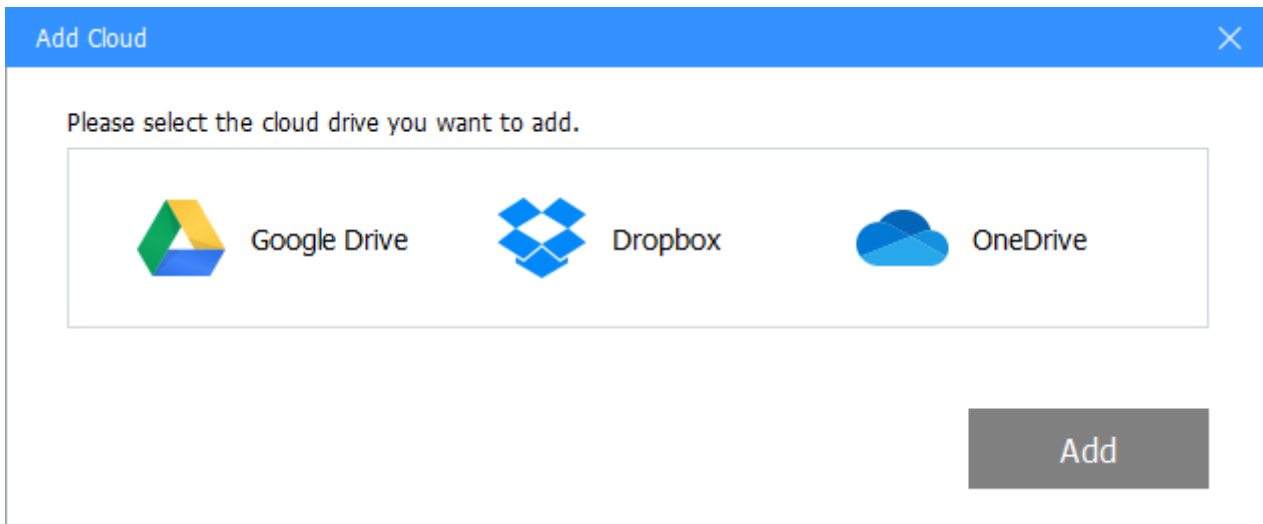 Add Cloud
Please select the cloud drive you want to add.
Google Drive Dropbox OneDrive
Add